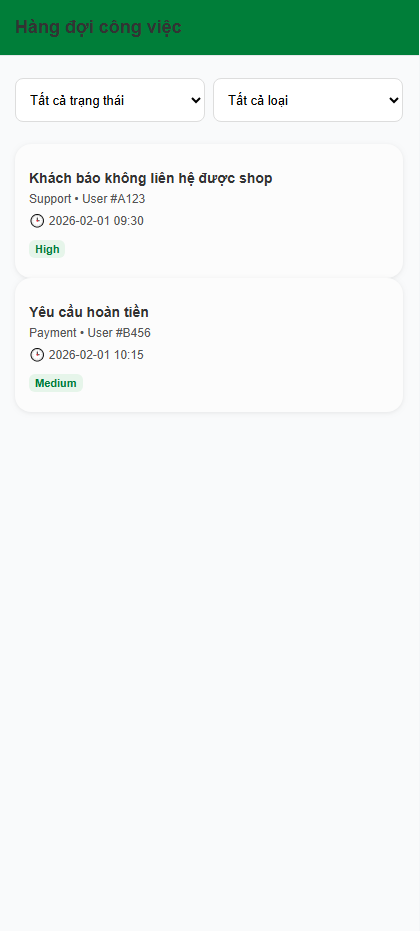 Hàng đợi công việc
Tất cả trạng thái
Tất cả loại
Khách báo không liên hệ được shop
Support • User #A123
2026-02-01 09:30
High
Yêu cầu hoàn tiền
Payment • User #B456
2026-02-01 10:15
Medium